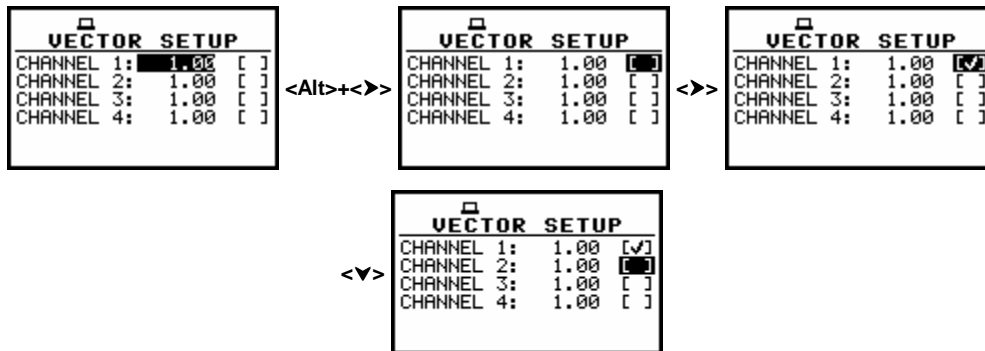 VECTOR SETUP
CHANNEL 1: 1.00 [ ]
CHANNEL 2: 1.00 [ ]
CHANNEL 3: 1.00 [ ]
CHANNEL 4: 1.00 [ ]
<Alt>+<➤>
VECTOR SETUP
CHANNEL 1: 1.00 [ ]
CHANNEL 2: 1.00 [ ]
CHANNEL 3: 1.00 [ ]
CHANNEL 4: 1.00 [ ]
<➤>
VECTOR SETUP
CHANNEL 1: 1.00 [✓]
CHANNEL 2: 1.00 [ ]
CHANNEL 3: 1.00 [ ]
CHANNEL 4: 1.00 [ ]
<⮟>
VECTOR SETUP
CHANNEL 1: 1.00 [✓]
CHANNEL 2: 1.00 [ ]
CHANNEL 3: 1.00 [ ]
CHANNEL 4: 1.00 [ ]